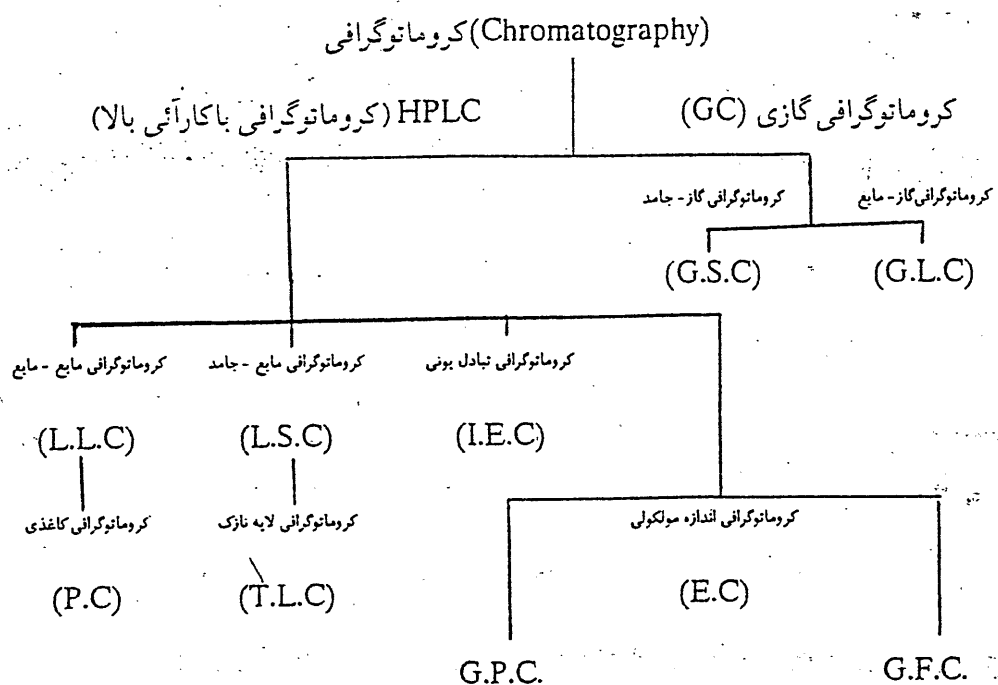 کروماتوگرافی (Chromatography)
کروماتوگرافی گازی (GC)
HPLC (کروماتوگرافی باکارآئی بالا)
کروماتوگرافی گاز - مایع
کروماتوگرافی گاز - جامد
(G.L.C)
(G.S.C)
کروماتوگرافی تبادل یونی
کروماتوگرافی مایع - جامد
کروماتوگرافی مایع - مایع
(I.E.C)
(L.S.C)
(L.L.C)
کروماتوگرافی اندازه مولکولی
کروماتوگرافی لایه نازک
کروماتوگرافی کاغذی
(E.C)
(T.L.C)
(P.C)
G.F.C.
G.P.C.